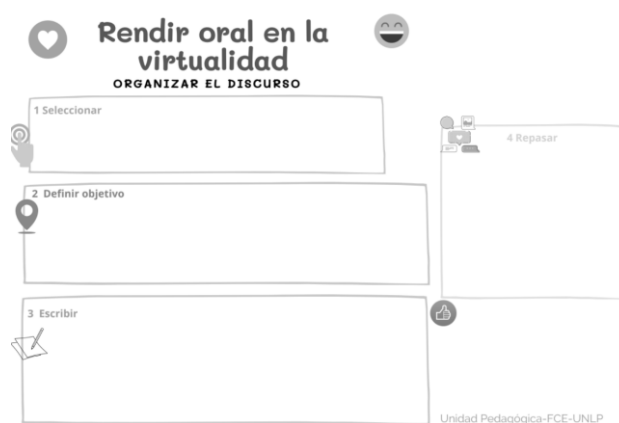 Rendir oral en la
virtualidad
ORGANIZAR EL DISCURSO
1 Seleccionar
2 Definir objetivo
3 Escribir
4 Repasar
Unidad Pedagógica-FCE-UNLP